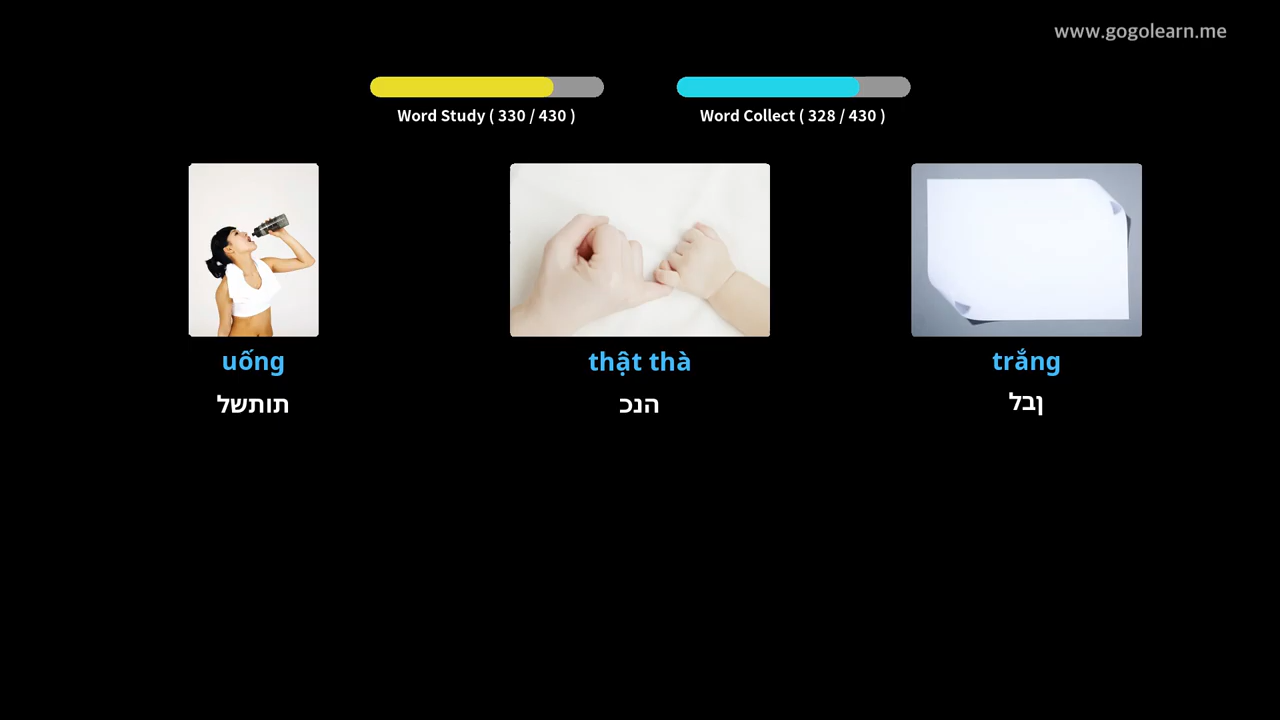 www.gogolearn.me
Word Study ( 330 / 430 )
Word Collect ( 328 / 430 )
uống
תותשל
thật thà
הנכ
trắng
ןבל